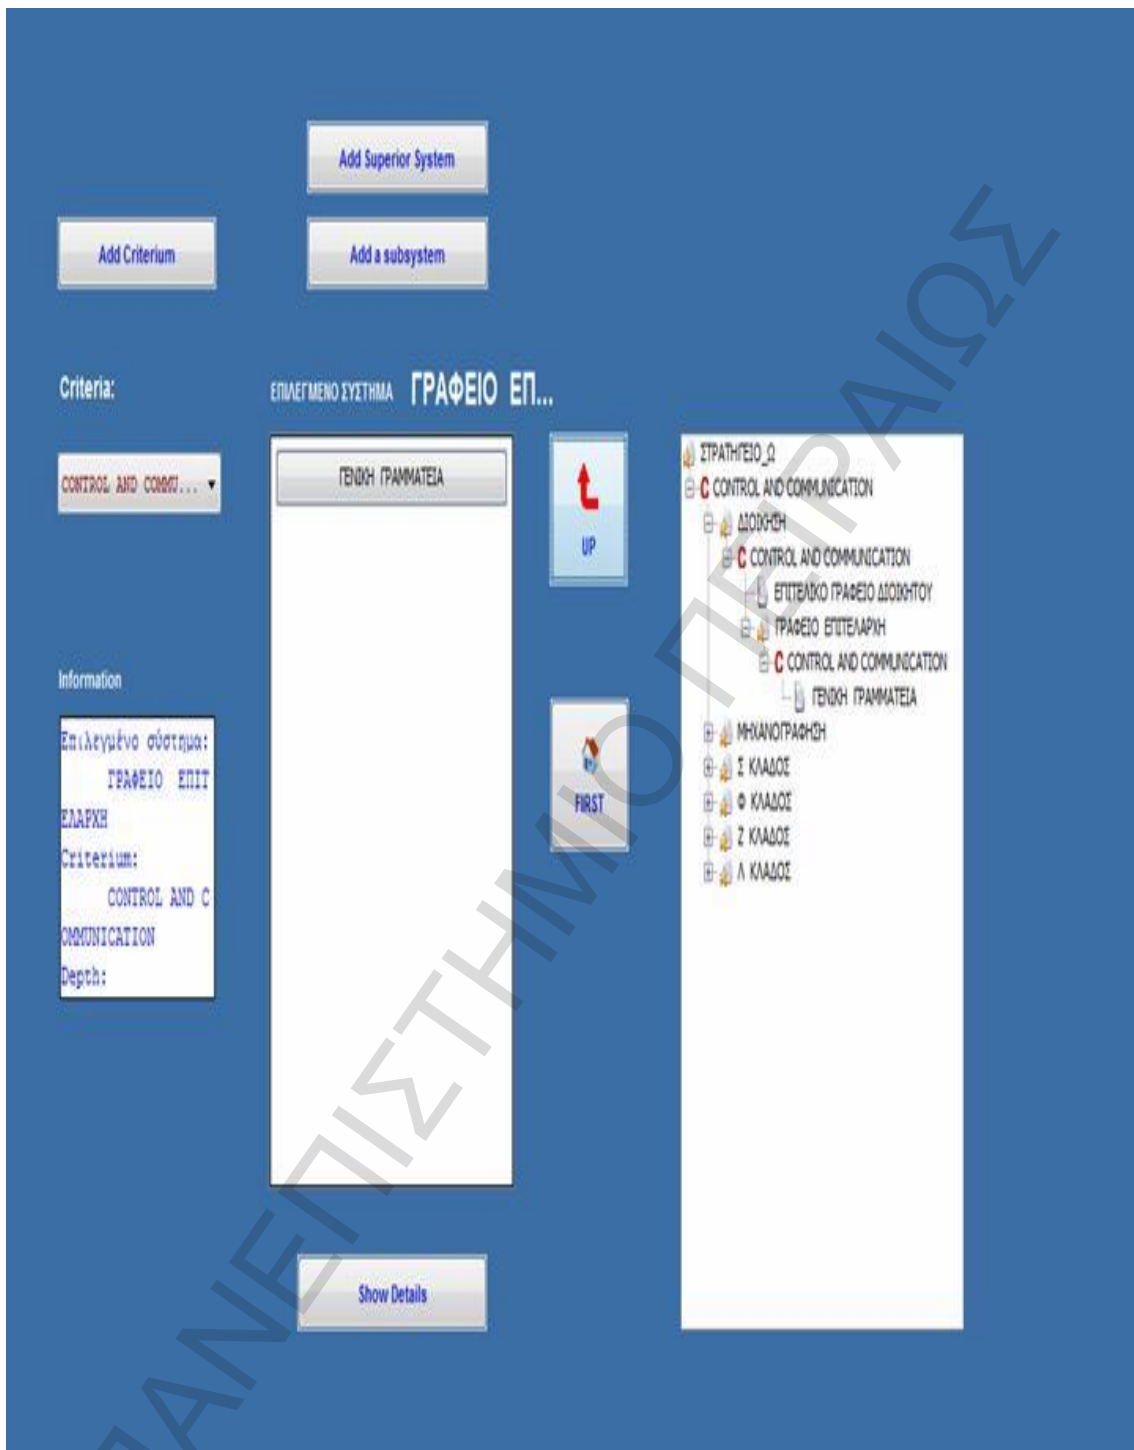 Add Superior System
Add Criterium
Add a subsystem
Criteria:
ΕΠΙΛΕΓΜΕΝΟ ΣΥΣΤΗΜΑ ΓΡΑΦΕΙΟ ΕΠ...
CONTROL AND COMMU...
ΓΕΝΙΚΗ ΓΡΑΜΜΑΤΕΙΑ
UP
FIRST
Information
Επιλεγμένο σύστημα:
ΓΡΑΦΕΙΟ ΕΠΙΤ
ΕΛΑΡΧΗ
Criterium:
CONTROL AND C
OMMUNICATION
Depth:
Show Details
ΣΤΡΑΤΗΓΕΙΟ_Ω
C CONTROL AND COMMUNICATION
ΔΙΟΙΚΗΣΗ
C CONTROL AND COMMUNICATION
ΕΠΙΤΕΛΙΚΟ ΓΡΑΦΕΙΟ ΔΙΟΙΚΗΤΟΥ
ΓΡΑΦΕΙΟ ΕΠΙΤΕΛΑΡΧΗ
C CONTROL AND COMMUNICATION
ΓΕΝΙΚΗ ΓΡΑΜΜΑΤΕΙΑ
ΜΗΧΑΝΟΓΡΑΦΗΣΗ
Σ ΚΛΑΔΟΣ
Φ ΚΛΑΔΟΣ
Ζ ΚΛΑΔΟΣ
Λ ΚΛΑΔΟΣ
ΠΑΝΕΠΙΣΤΗΜΙΟ ΠΕΙΡΑΙΩΣ